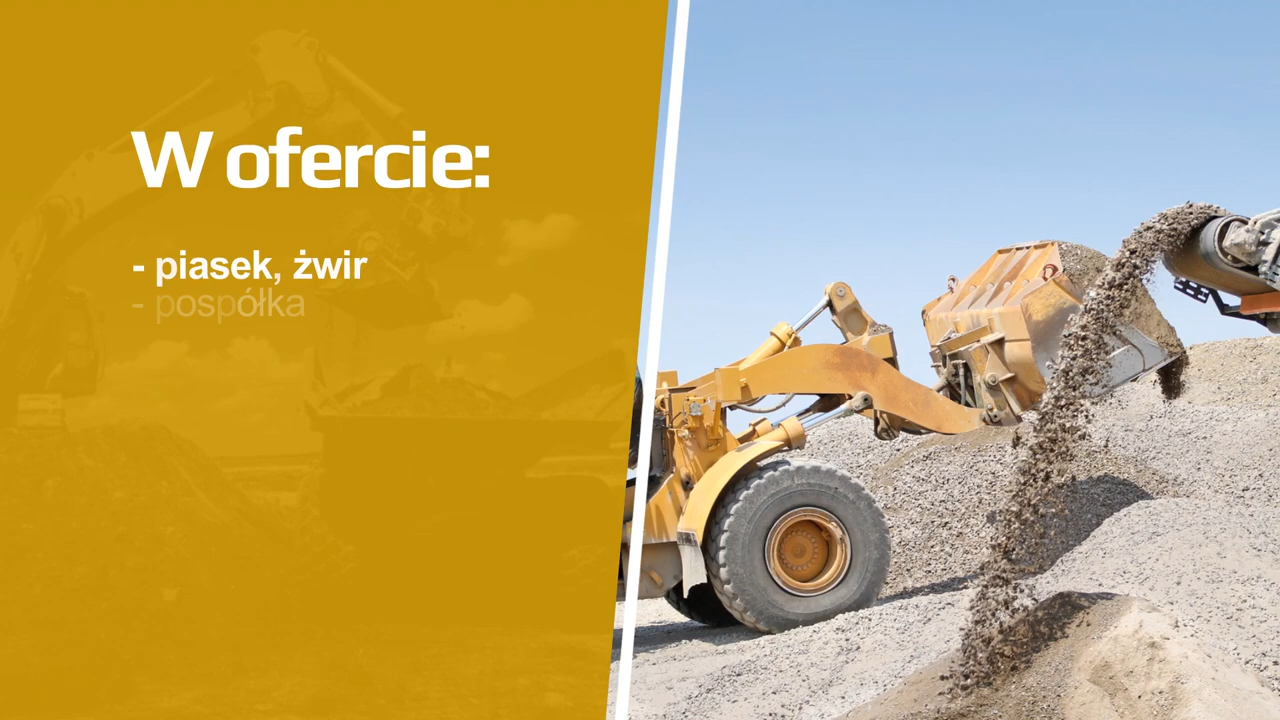 W ofercie:
- piasek, żwir
- pospółka